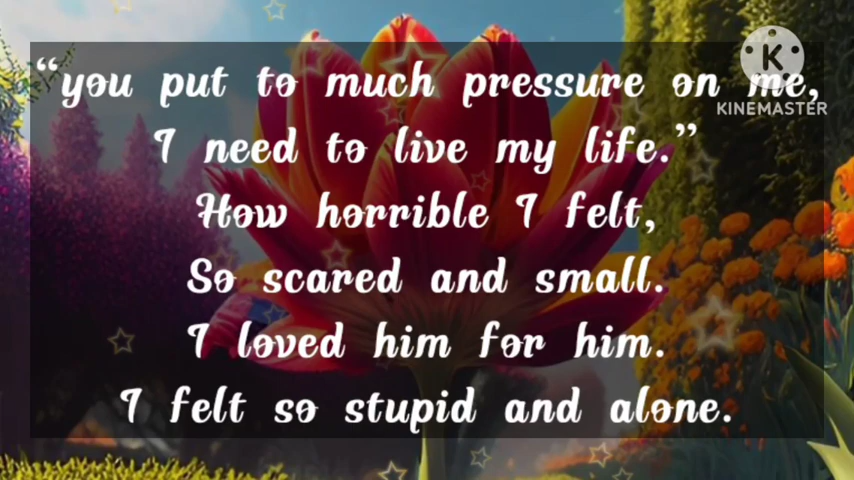 “you put to much pressure on me,
I need to live my life.”
How horrible I felt,
So scared and small.
I loved him for him.
I felt so stupid and alone.
K
KINEMASTER